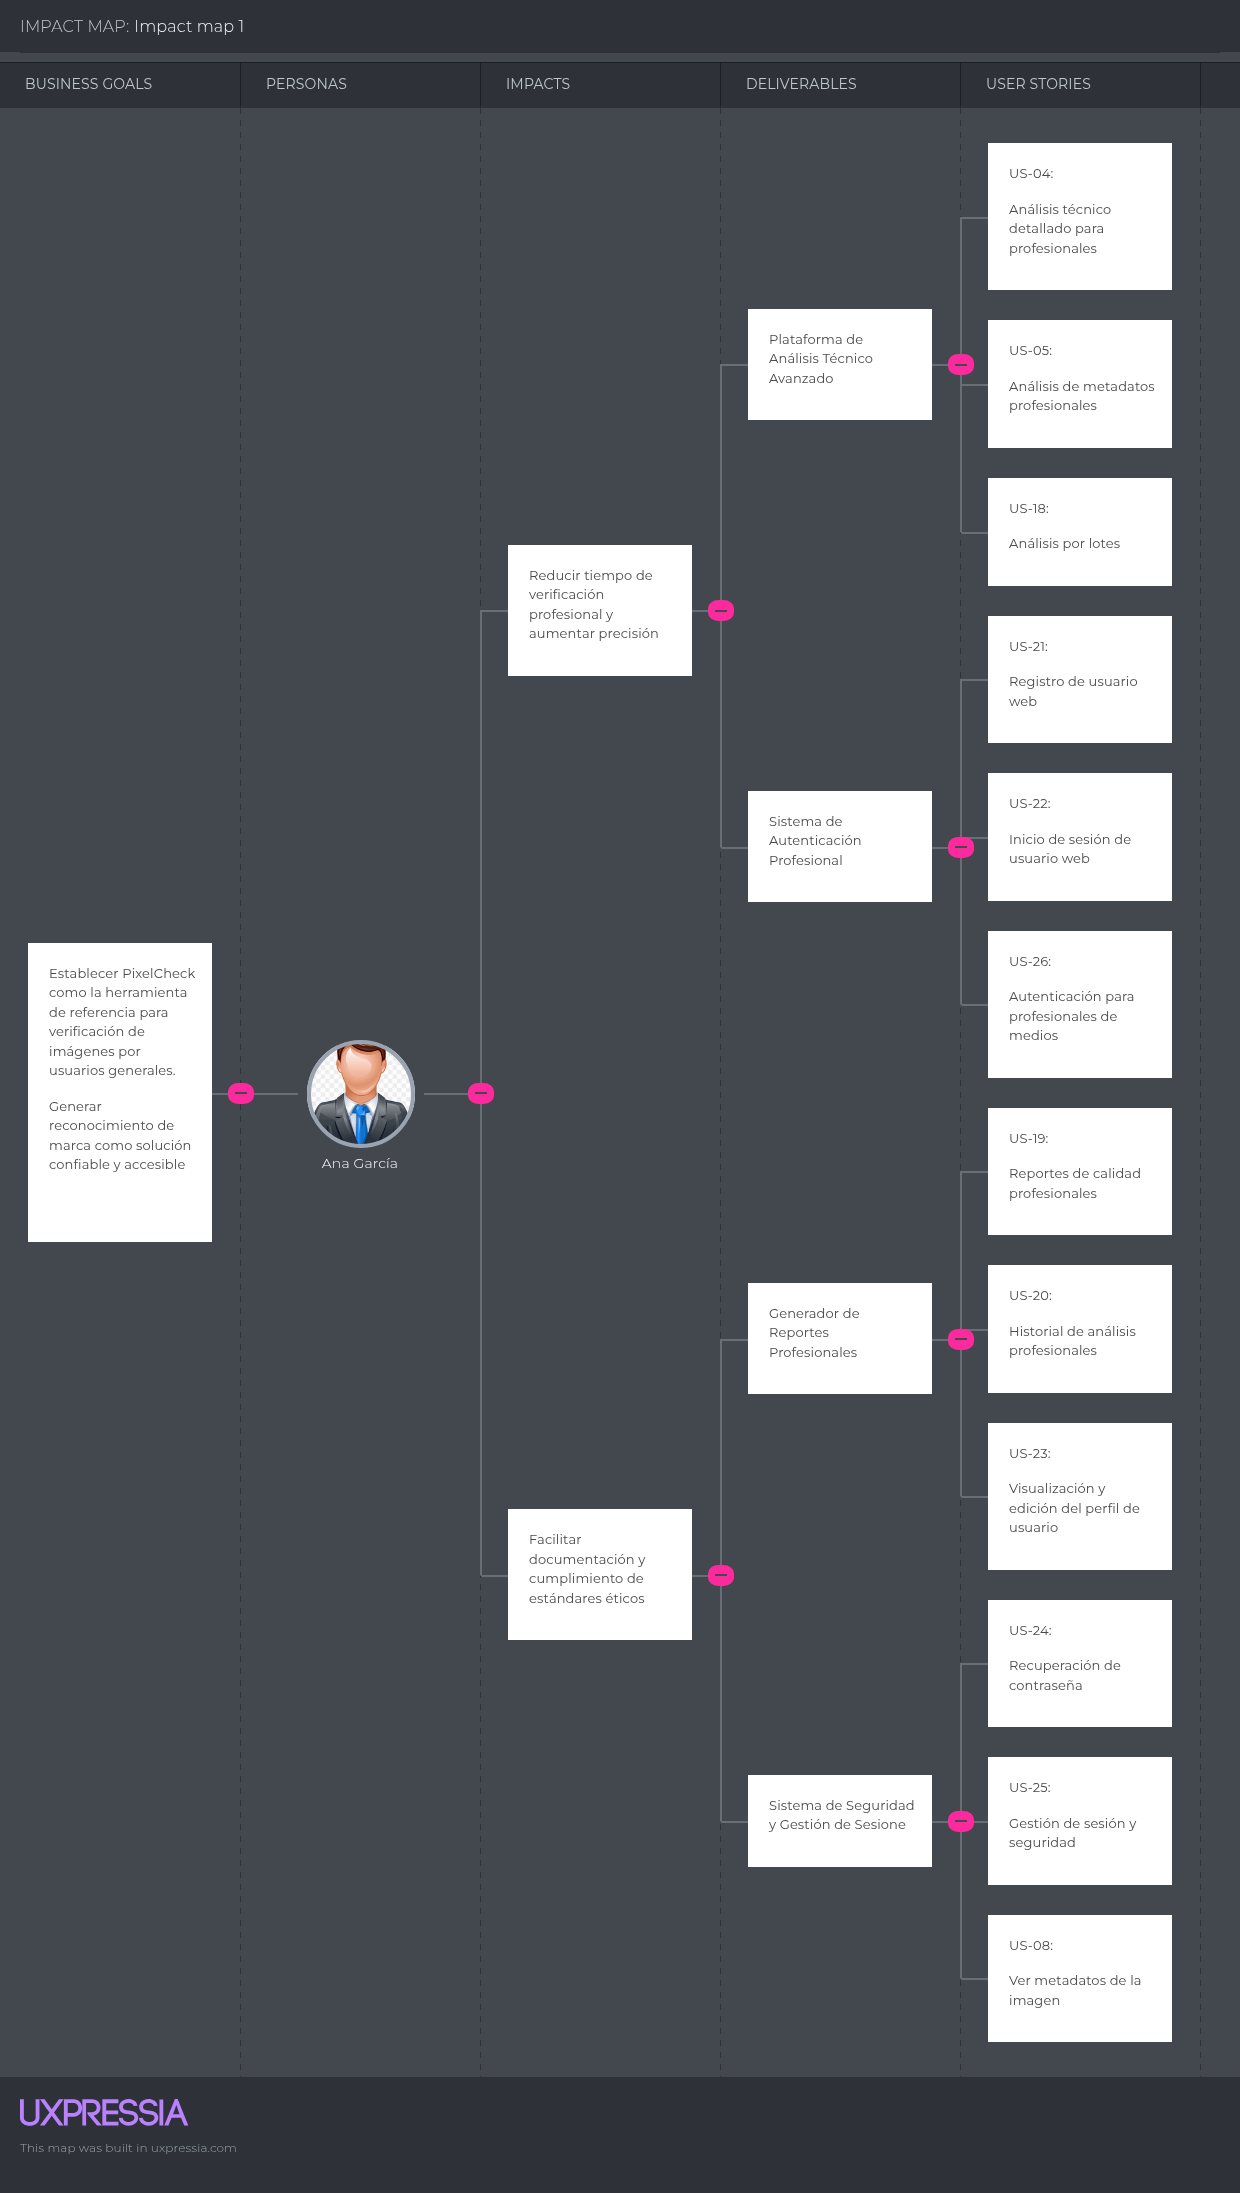 IMPACT MAP: Impact map 1
BUSINESS GOALS
PERSONAS
IMPACTS
DELIVERABLES
USER STORIES
Establecer PixelCheck
como la herramienta
de referencia para
verificación de
imágenes por
usuarios generales.
Generar
reconocimiento de
marca como solución
confiable y accesible
Ana García
Reducir tiempo de
verificación
profesional y
aumentar precisión
Facilitar
documentación y
cumplimiento de
estándares éticos
Plataforma de
Análisis Técnico
Avanzado
Sistema de
Autenticación
Profesional
Generador de
Reportes
Profesionales
Sistema de Seguridad
y Gestión de Sesione
US-04:
Análisis técnico
detallado para
profesionales
US-05:
Análisis de metadatos
profesionales
US-18:
Análisis por lotes
US-21:
Registro de usuario
web
US-22:
Inicio de sesión de
usuario web
US-26:
Autenticación para
profesionales de
medios
US-19:
Reportes de calidad
profesionales
US-20:
Historial de análisis
profesionales
US-23:
Visualización y
edición del perfil de
usuario
US-24:
Recuperación de
contraseña
US-25:
Gestión de sesión y
seguridad
US-08:
Ver metadatos de la
imagen
UXPRESSIA
This map was built in uxpressia.com